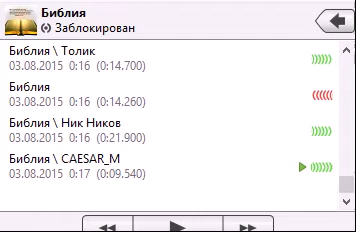 Библия
Заблокирован
Библия \ Толик
03.08.2015 0:16 (0:14.700)
Библия
03.08.2015 0:16 (0:14.260)
Библия \ Ник Ников
03.08.2015 0:16 (0:21.900)
Библия \ CAESAR_M
03.08.2015 0:17 (0:09.540)